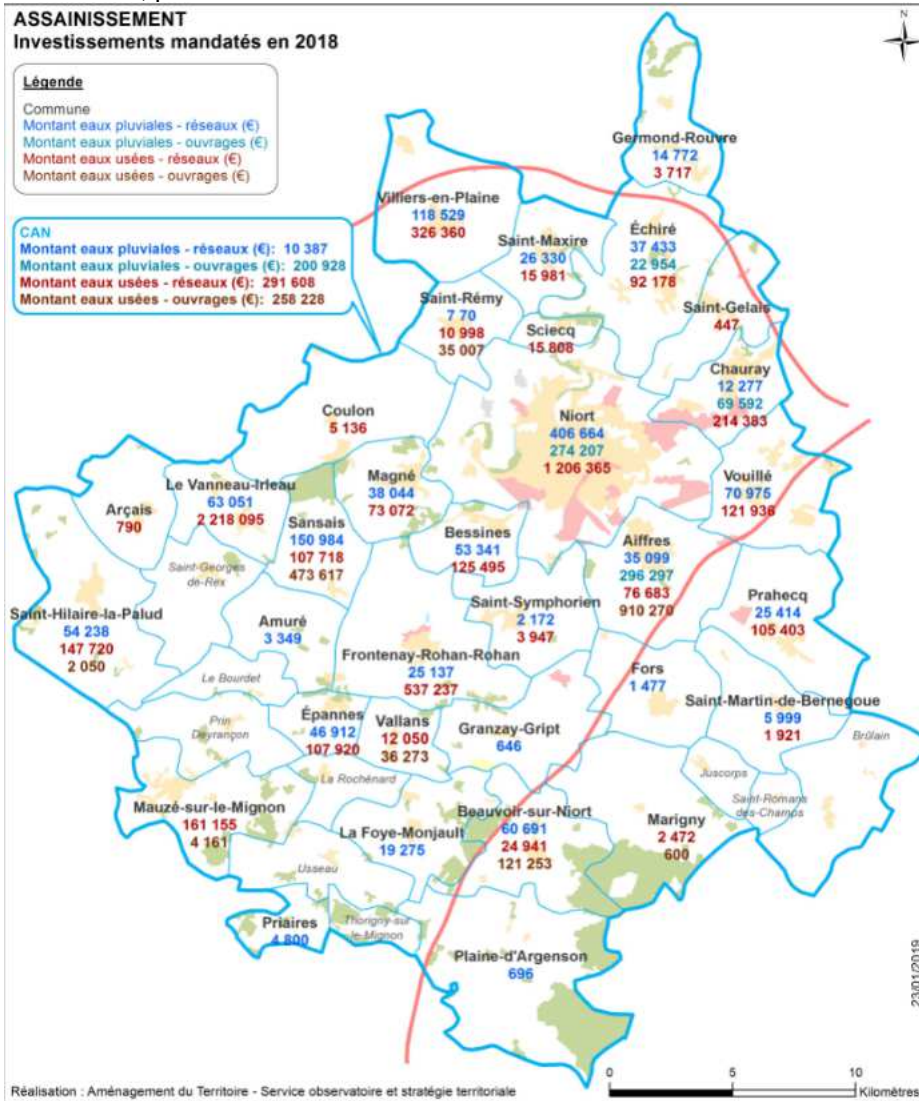 ASSAINISSEMENT
Investissements mandatés en 2018
N
Légende
Commune
Montant eaux pluviales - réseaux (€)
Montant eaux pluviales - ouvrages (€)
Montant eaux usées - réseaux (€)
Montant eaux usées - ouvrages (€)
CAN
Montant eaux pluviales - réseaux (€): 10 387
Montant eaux pluviales - ouvrages (€): 200 928
Montant eaux usées - réseaux (€): 291 608
Montant eaux usées - ouvrages (€): 258 228
Germond-Rouvre
14 772
3 717
Villiers-en-Plaine
118 529
326 360
Saint-Maxire
26 330
15 981
Échiré
37 433
22 954
92 178
Saint-Rémy
7 70
10 998
35 007
Sciecq
15 808
Saint-Gelais
447
Chauray
12 277
69 592
214 383
Coulon
5 136
Niort
406 664
274 207
1 206 365
Magné
38 044
73 072
Vouillé
70 975
121 936
Le Vanneau-Irleau
63 051
2 218 095
Arçais
790
Sansais
150 984
107 718
473 617
Bessines
53 341
125 495
Aiffres
35 099
296 297
76 683
910 270
Saint-Georges
de-Rex
Prahecq
25 414
105 403
Saint-Hilaire-la-Palud
54 238
147 720
2 050
Amuré
3 349
Saint-Symphorien
2 172
3 947
Frontenay-Rohan-Rohan
25 137
537 237
Fors
1 477
Le Bourdet
Saint-Martin-de-Bernegoue
5 999
1 921
Prin
Deyrançon
Épannes
46 912
107 920
Vallans
12 050
36 273
Granzay-Gript
646
Brûlain
La Rochénard
Juscorps
Saint-Romans
des-Champs
Mauzé-sur-le-Mignon
161 155
4 161
La Foye-Monjault
19 275
Beauvoir-sur-Niort
60 691
24 941
121 253
Marigny
2 472
600
Usseau
Priaires
4 800
Thorigny-sur
le-Mignon
Plaine-d'Argenson
696
23/01/2019
0 5 10
Kilomètres
Réalisation : Aménagement du Territoire - Service observatoire et stratégie territoriale